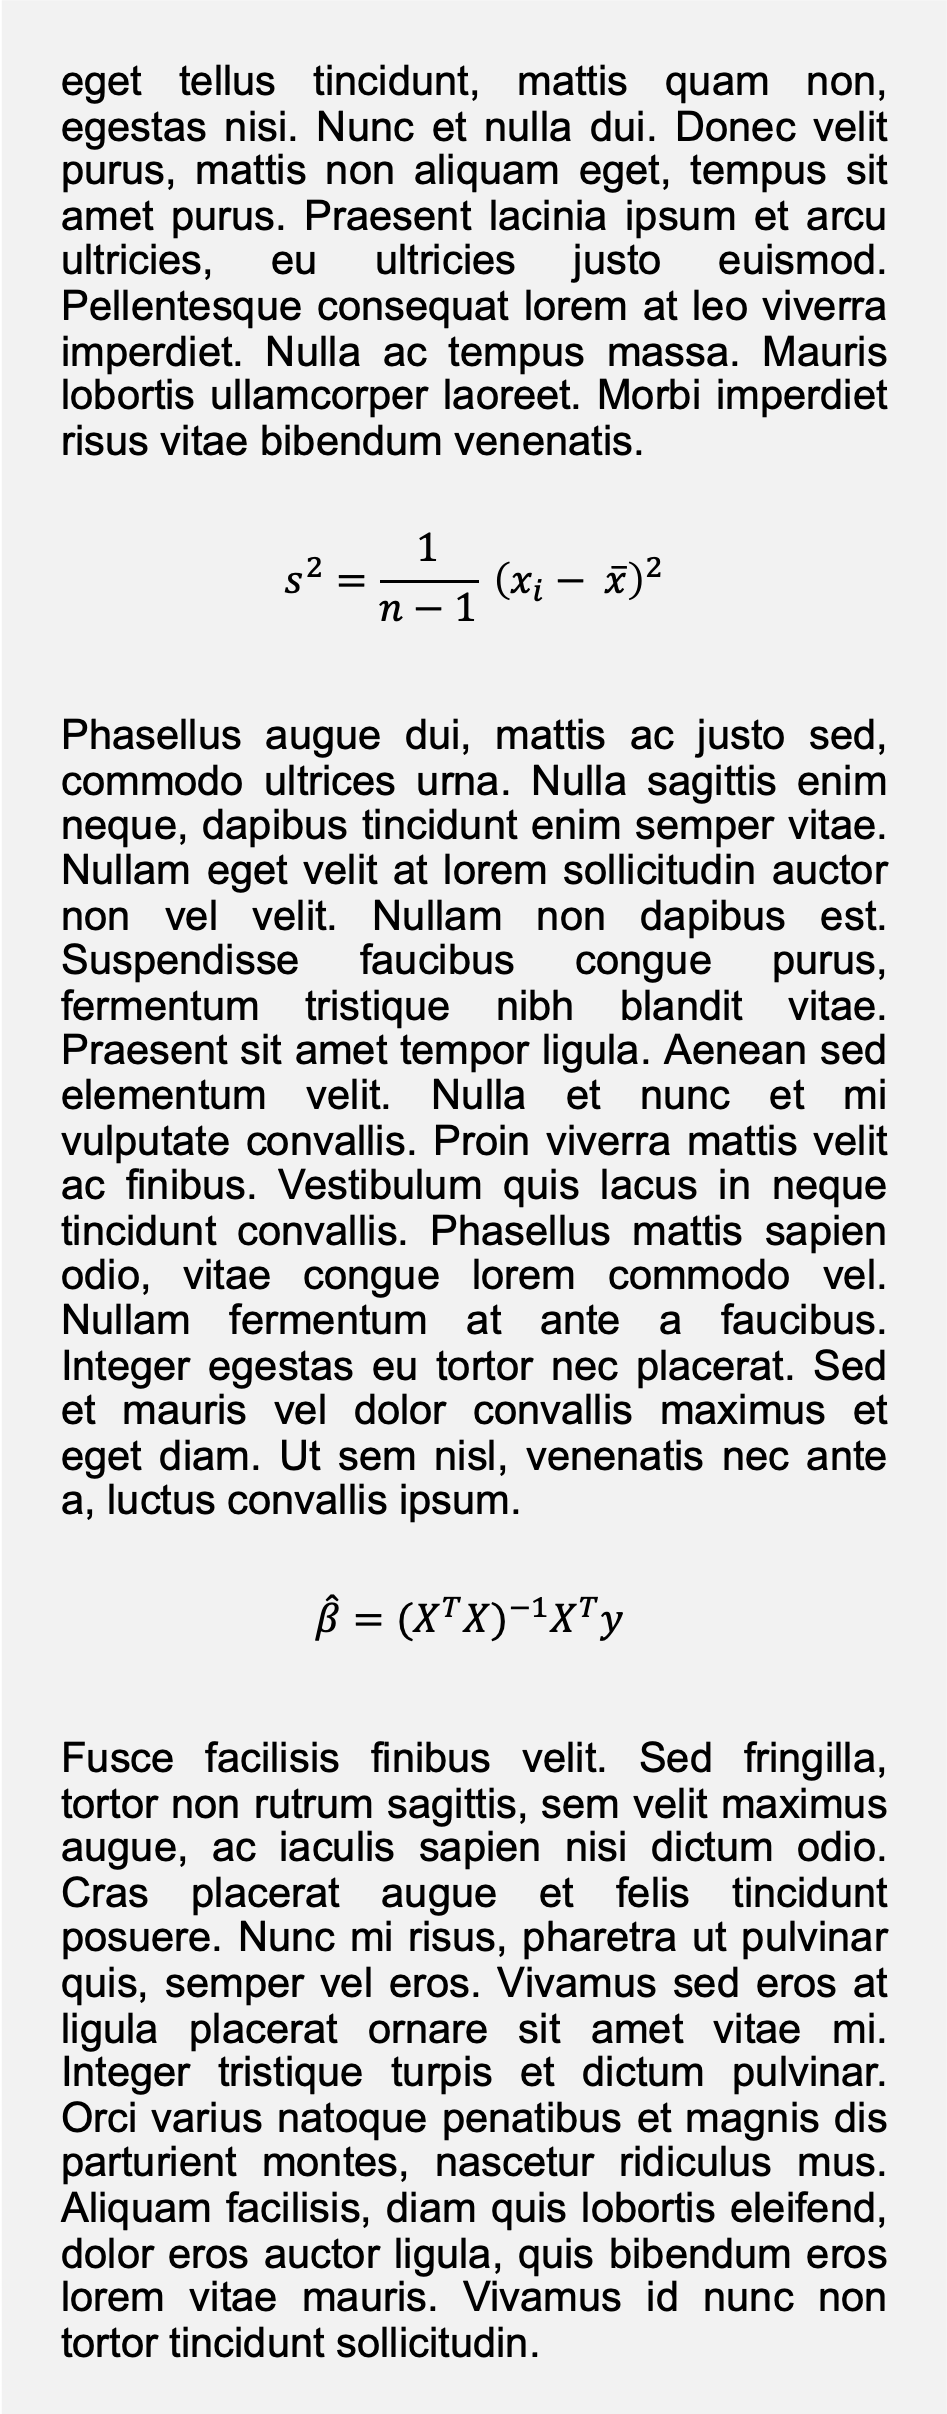 eget tellus tincidunt, mattis quam non,
egestas nisi. Nunc et nulla dui. Donec velit
purus, mattis non aliquam eget, tempus sit
amet purus. Praesent lacinia ipsum et arcu
ultricies, eu ultricies justo euismod.
Pellentesque consequat lorem at leo viverra
imperdiet. Nulla ac tempus massa. Mauris
lobortis ullamcorper laoreet. Morbi imperdiet
risus vitae bibendum venenatis.
s² = 1/(n − 1) (xᵢ − x̄)²
Phasellus augue dui, mattis ac justo sed,
commodo ultrices urna. Nulla sagittis enim
neque, dapibus tincidunt enim semper vitae.
Nullam eget velit at lorem sollicitudin auctor
non vel velit. Nullam non dapibus est.
Suspendisse faucibus congue purus,
fermentum tristique nibh blandit vitae.
Praesent sit amet tempor ligula. Aenean sed
elementum velit. Nulla et nunc et mi
vulputate convallis. Proin viverra mattis velit
ac finibus. Vestibulum quis lacus in neque
tincidunt convallis. Phasellus mattis sapien
odio, vitae congue lorem commodo vel.
Nullam fermentum at ante a faucibus.
Integer egestas eu tortor nec placerat. Sed
et mauris vel dolor convallis maximus et
eget diam. Ut sem nisl, venenatis nec ante
a, luctus convallis ipsum.
β̂ = (XᵀX)⁻¹Xᵀy
Fusce facilisis finibus velit. Sed fringilla,
tortor non rutrum sagittis, sem velit maximus
augue, ac iaculis sapien nisi dictum odio.
Cras placerat augue et felis tincidunt
posuere. Nunc mi risus, pharetra ut pulvinar
quis, semper vel eros. Vivamus sed eros at
ligula placerat ornare sit amet vitae mi.
Integer tristique turpis et dictum pulvinar.
Orci varius natoque penatibus et magnis dis
parturient montes, nascetur ridiculus mus.
Aliquam facilisis, diam quis lobortis eleifend,
dolor eros auctor ligula, quis bibendum eros
lorem vitae mauris. Vivamus id nunc non
tortor tincidunt sollicitudin.